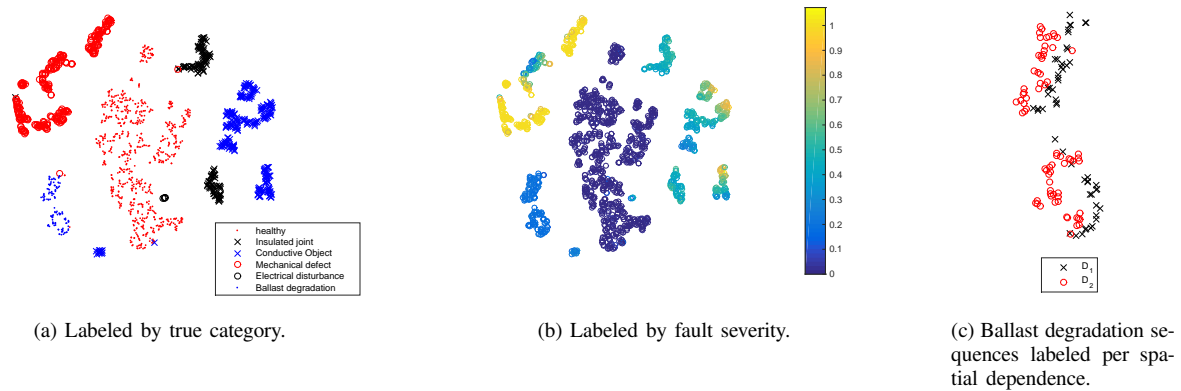 healthy
Insulated joint
Conductive Object
Mechanical defect
Electrical disturbance
Ballast degradation
1
0.9
0.8
0.7
0.6
0.5
0.4
0.3
0.2
0.1
0
D1
D2
(a) Labeled by true category.
(b) Labeled by fault severity.
(c) Ballast degradation se-
quences labeled per spa-
tial dependence.